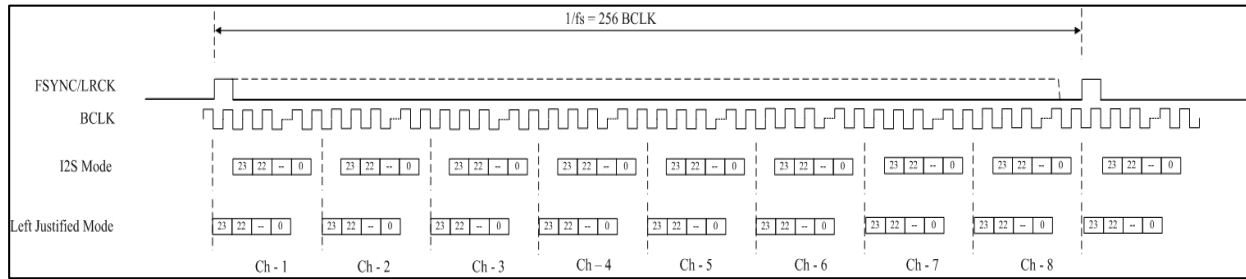 1/fs = 256 BCLK
FSYNC/LRCK
BCLK
I2S Mode
23 22 -- 0 23 22 -- 0 23 22 -- 0 23 22 -- 0 23 22 -- 0 23 22 -- 0 23 22 -- 0 23 22 -- 0 23 22 -- 0
Left Justified Mode
23 22 -- 0 23 22 -- 0 23 22 -- 0 23 22 -- 0 23 22 -- 0 23 22 -- 0 23 22 -- 0 23 22 -- 0 23 22 -- 0
Ch - 1 Ch - 2 Ch - 3 Ch – 4 Ch - 5 Ch - 6 Ch - 7 Ch - 8